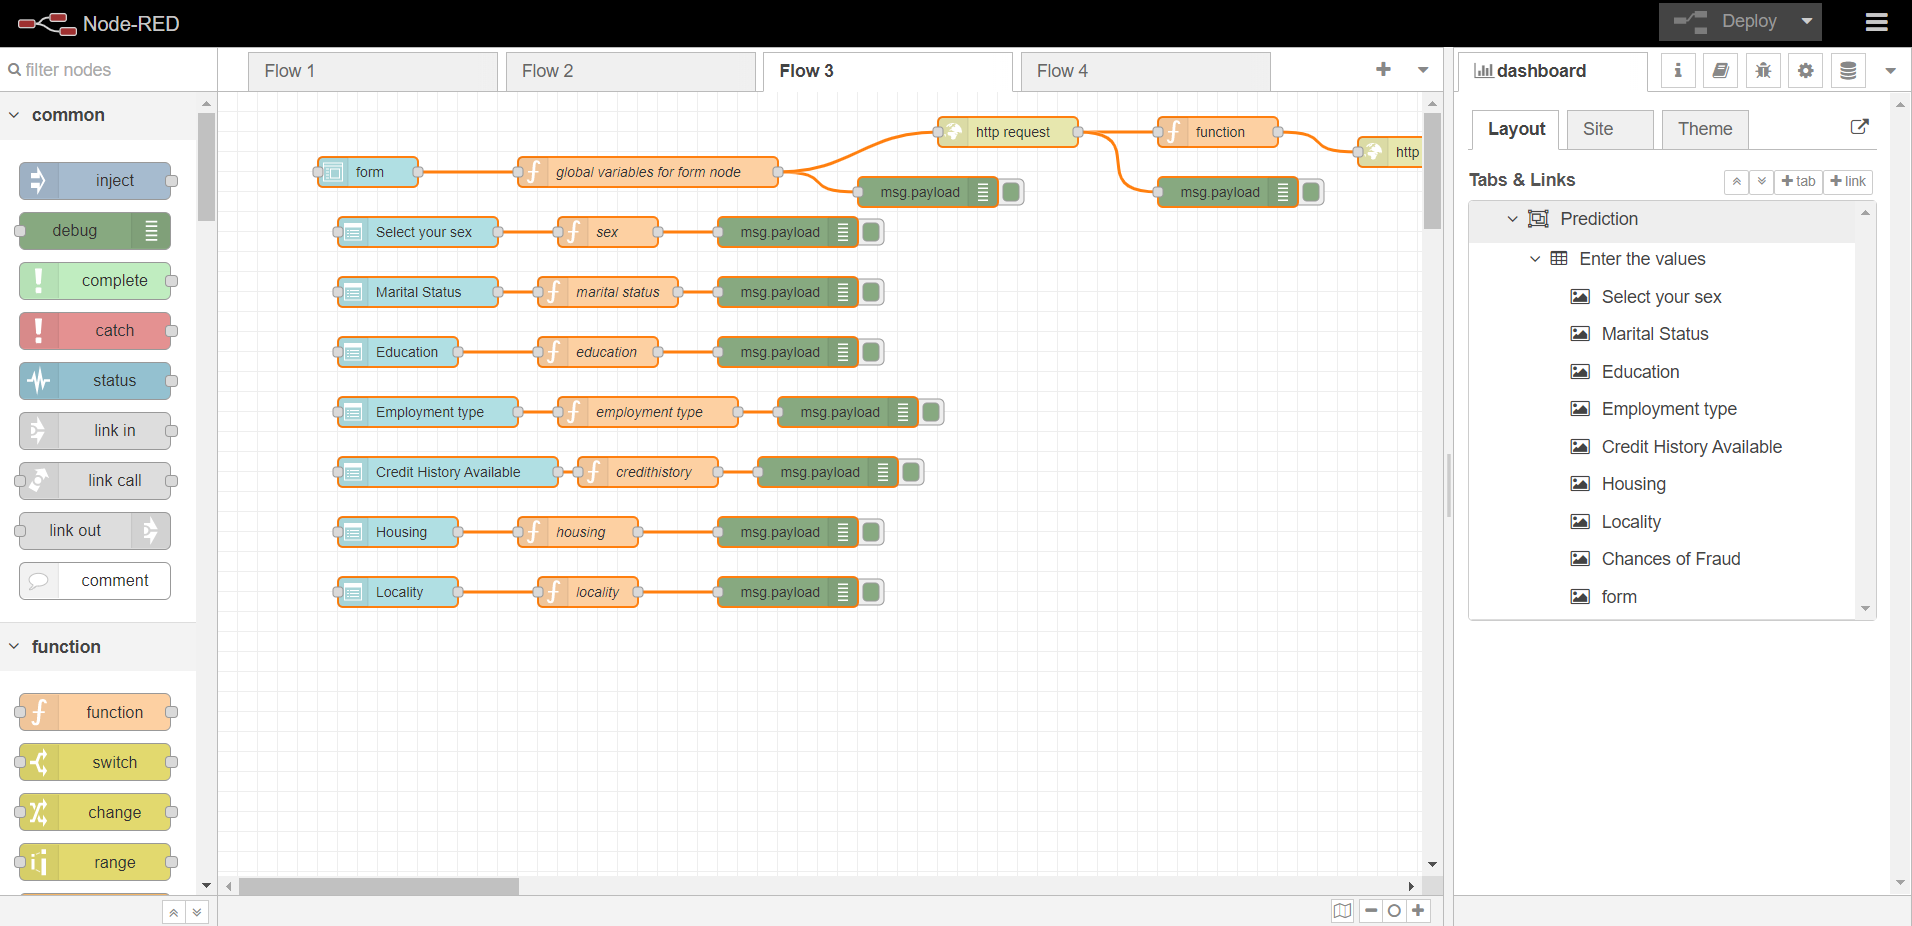 Node-RED
Deploy
filter nodes
Flow 1
Flow 2
Flow 3
Flow 4
dashboard
common
inject
debug
complete
catch
status
link in
link call
link out
comment
function
function
switch
change
range
http request
function
http
form
global variables for form node
msg.payload
msg.payload
Select your sex
sex
msg.payload
Marital Status
marital status
msg.payload
Education
education
msg.payload
Employment type
employment type
msg.payload
Credit History Available
credithistory
msg.payload
Housing
housing
msg.payload
Locality
locality
msg.payload
Layout
Site
Theme
Tabs & Links
tab
link
Prediction
Enter the values
Select your sex
Marital Status
Education
Employment type
Credit History Available
Housing
Locality
Chances of Fraud
form